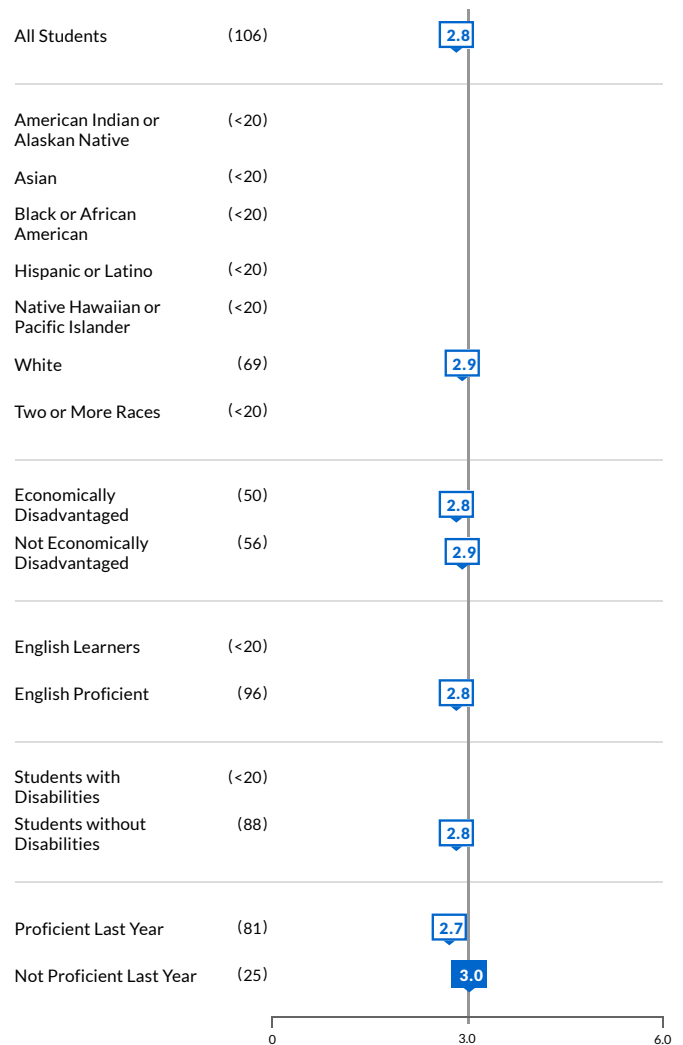 All Students (106) 2.8
American Indian or (<20)
Alaskan Native
Asian (<20)
Black or African (<20)
American
Hispanic or Latino (<20)
Native Hawaiian or (<20)
Pacific Islander
White (69) 2.9
Two or More Races (<20)
Economically (50) 2.8
Disadvantaged
Not Economically (56) 2.9
Disadvantaged
English Learners (<20)
English Proficient (96) 2.8
Students with (<20)
Disabilities
Students without (88) 2.8
Disabilities
Proficient Last Year (81) 2.7
Not Proficient Last Year (25) 3.0
0 3.0 6.0